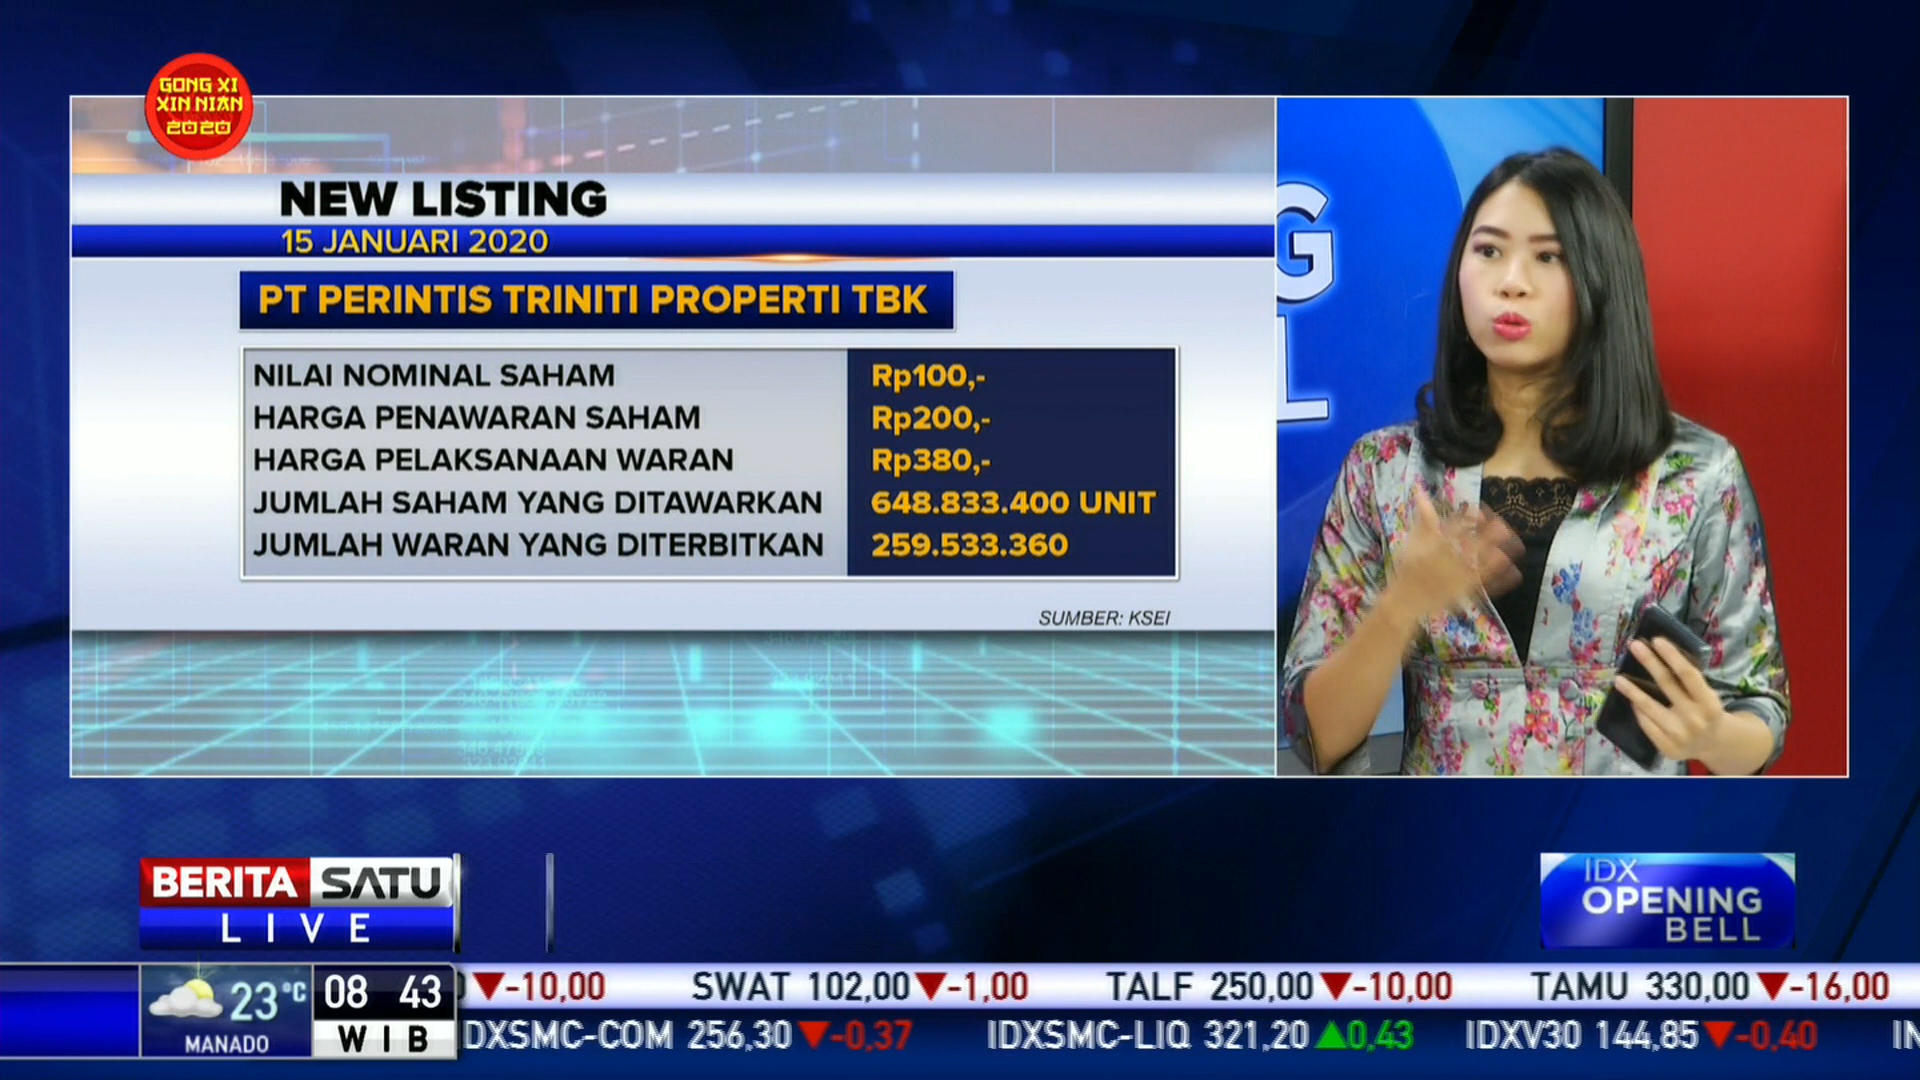 GONG XI
XIN NIAN
2020
NEW LISTING
15 JANUARI 2020
PT PERINTIS TRINITI PROPERTI TBK
NILAI NOMINAL SAHAM Rp100,-
HARGA PENAWARAN SAHAM Rp200,-
HARGA PELAKSANAAN WARAN Rp380,-
JUMLAH SAHAM YANG DITAWARKAN 648.833.400 UNIT
JUMLAH WARAN YANG DITERBITKAN 259.533.360
SUMBER: KSEI
G
L
BERITA SATU
LIVE
IDX
OPENING
BELL
23°C
MANADO
08 43
WIB
▼-10,00 SWAT 102,00▼-1,00 TALF 250,00▼-10,00 TAMU 330,00▼-16,00
IDXSMC-COM 256,30▼-0,37 IDXSMC-LIQ 321,20▲0,43 IDXV30 144,85▼-0,40 IN